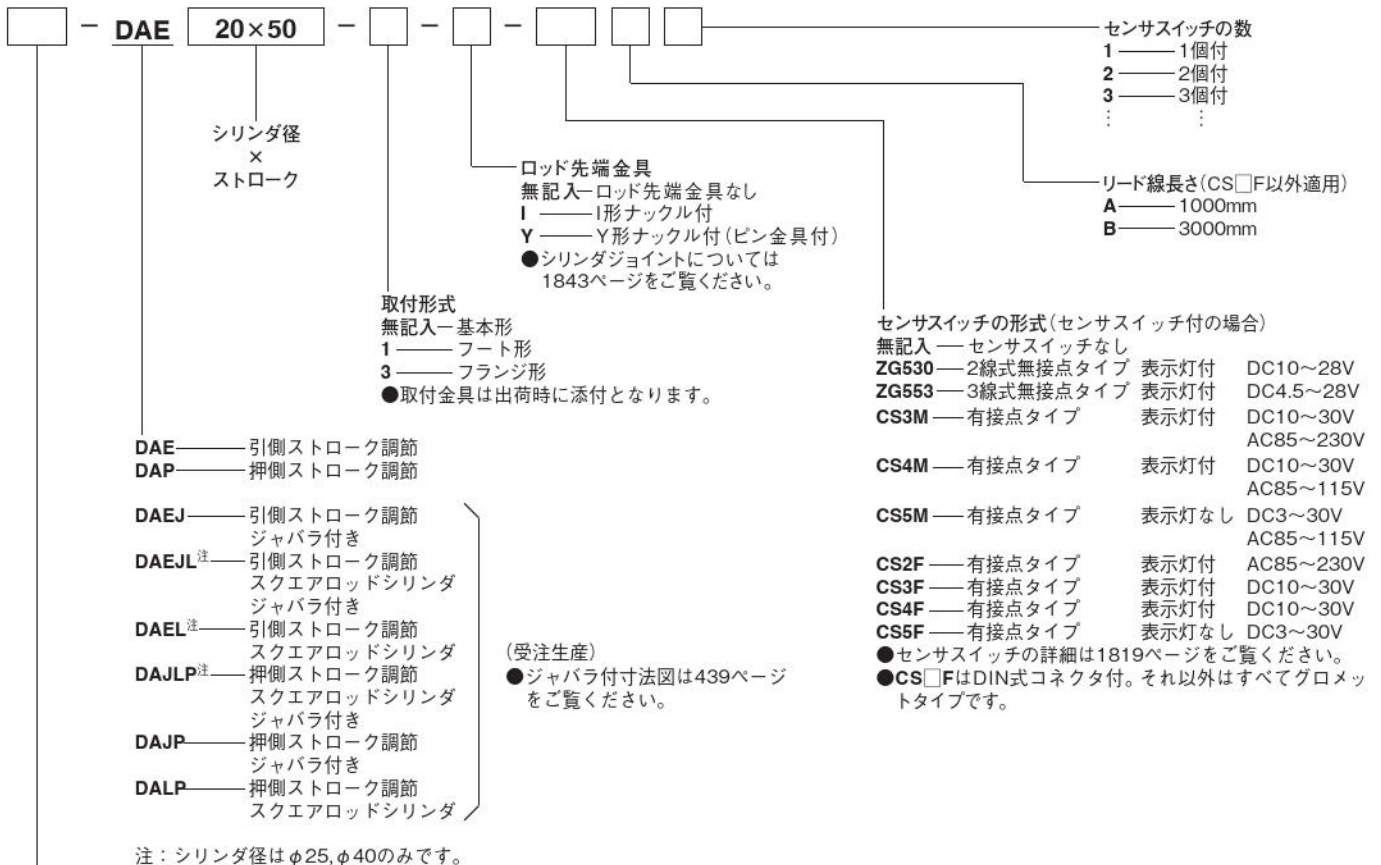 － DAE 20×50 － － －
シリンダ径
×
ストローク
センサスイッチの数
1 ─── 1個付
2 ─── 2個付
3 ─── 3個付
⋮ ⋮
リード線長さ(CS□F以外適用)
A─── 1000mm
B─── 3000mm
ロッド先端金具
無記入─ロッド先端金具なし
I ───I形ナックル付
Y ───Y形ナックル付(ピン金具付)
●シリンダジョイントについては
1843ページをご覧ください。
取付形式
無記入─基本形
1 ─── フート形
3 ─── フランジ形
●取付金具は出荷時に添付となります。
センサスイッチの形式(センサスイッチ付の場合)
無記入 ── センサスイッチなし
ZG530──2線式無接点タイプ 表示灯付 DC10～28V
ZG553──3線式無接点タイプ 表示灯付 DC4.5～28V
CS3M ──有接点タイプ 表示灯付 DC10～30V
AC85～230V
CS4M ──有接点タイプ 表示灯付 DC10～30V
AC85～115V
CS5M ──有接点タイプ 表示灯なし DC3～30V
AC85～115V
CS2F ──有接点タイプ 表示灯付 AC85～230V
CS3F ──有接点タイプ 表示灯付 DC10～30V
CS4F ──有接点タイプ 表示灯付 DC10～30V
CS5F ──有接点タイプ 表示灯なし DC3～30V
●センサスイッチの詳細は1819ページをご覧ください。
●CS□FはDIN式コネクタ付。それ以外はすべてグロメッ
トタイプです。
DAE─── 引側ストローク調節
DAP─── 押側ストローク調節
DAEJ─── 引側ストローク調節
ジャバラ付き
DAEJL注── 引側ストローク調節
スクエアロッドシリンダ
ジャバラ付き
DAEL注─── 引側ストローク調節
スクエアロッドシリンダ
DAJLP注── 押側ストローク調節
スクエアロッドシリンダ
ジャバラ付き
DAJP─── 押側ストローク調節
ジャバラ付き
DALP─── 押側ストローク調節
スクエアロッドシリンダ
(受注生産)
●ジャバラ付寸法図は439ページ
をご覧ください。
注：シリンダ径はφ25,φ40のみです。